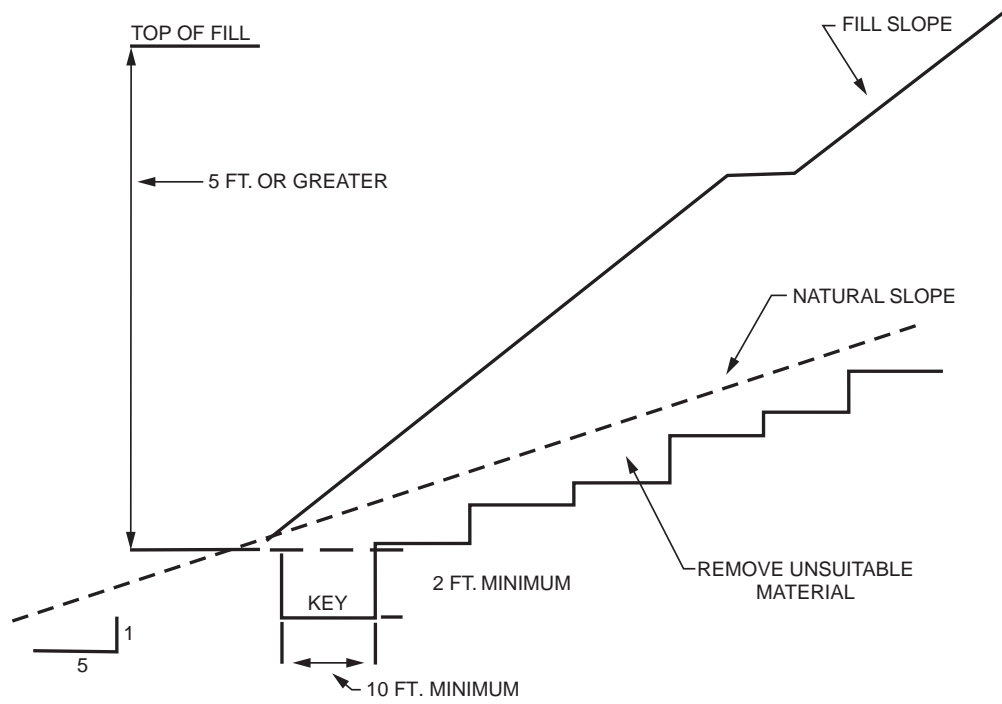 TOP OF FILL
FILL SLOPE
5 FT. OR GREATER
NATURAL SLOPE
REMOVE UNSUITABLE
MATERIAL
2 FT. MINIMUM
KEY
1
5
10 FT. MINIMUM